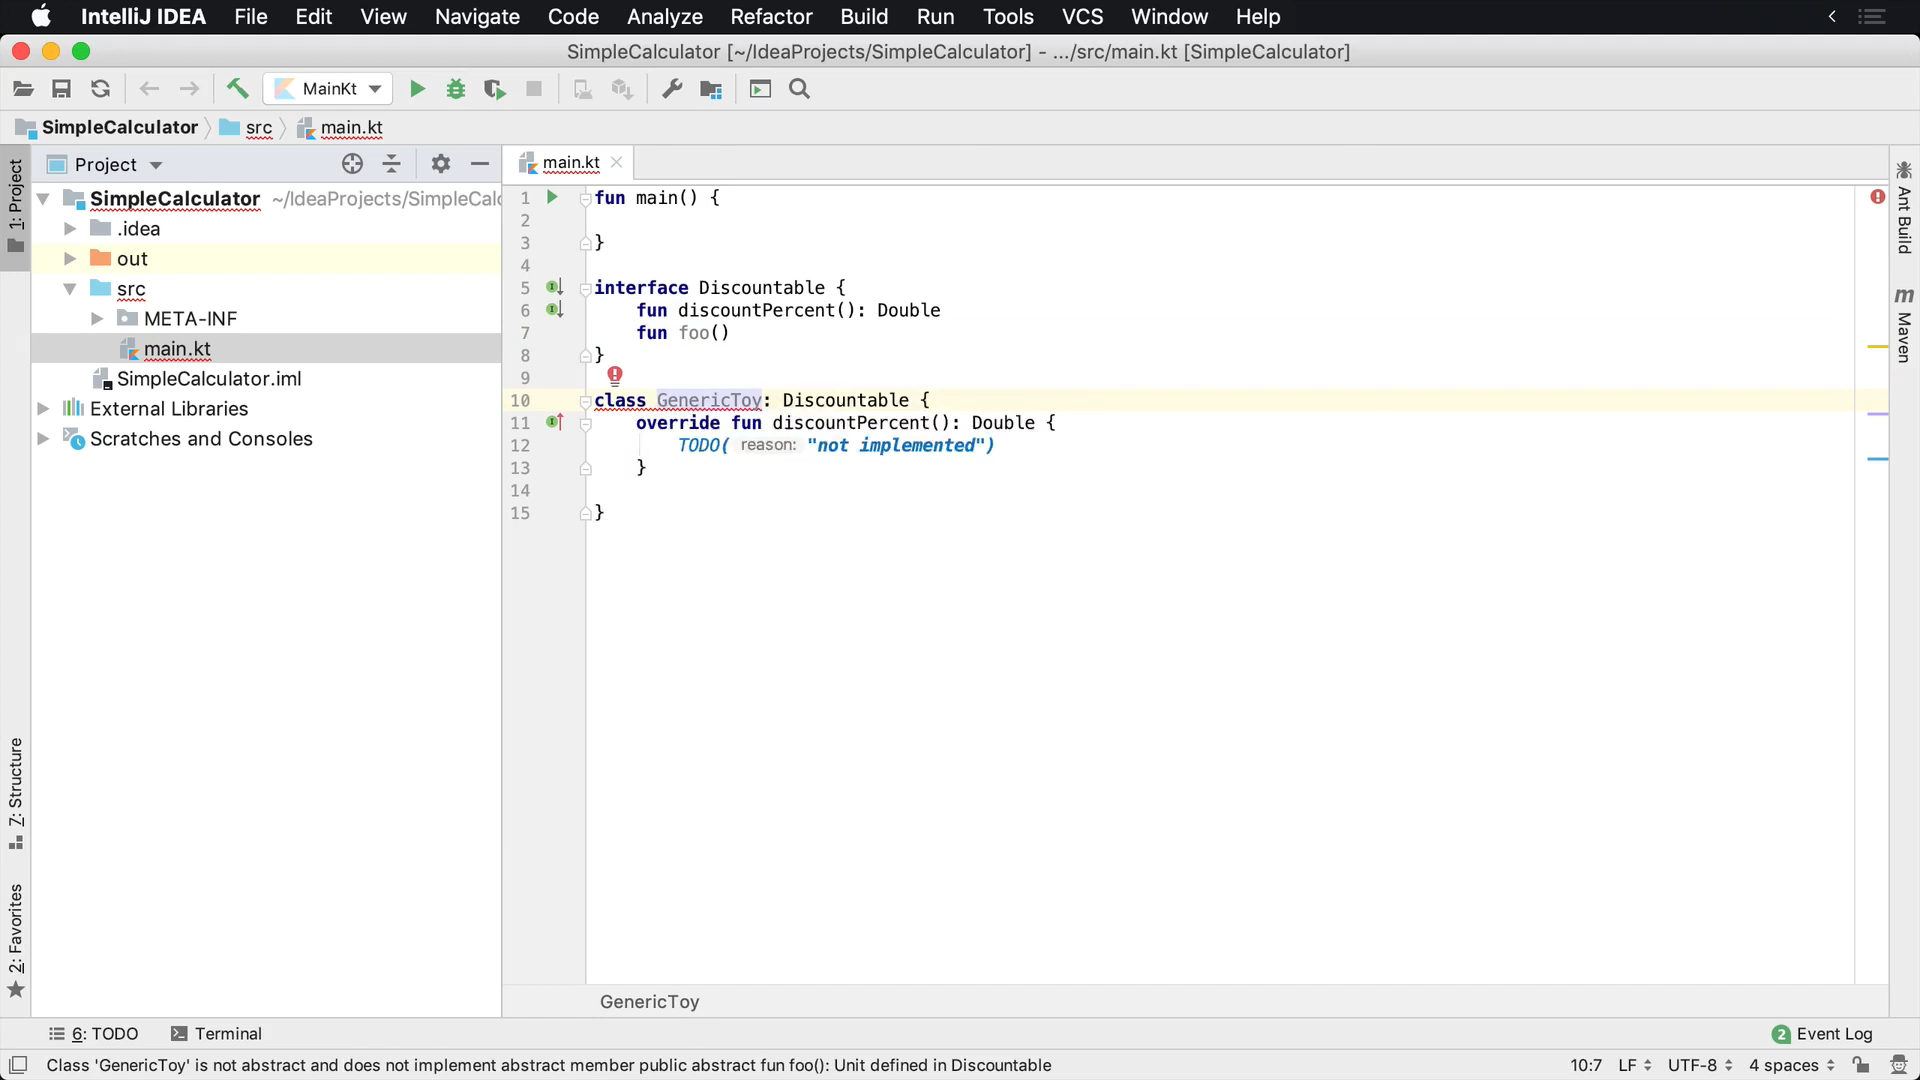 IntelliJ IDEA File Edit View Navigate Code Analyze Refactor Build Run Tools VCS Window Help
SimpleCalculator [~/IdeaProjects/SimpleCalculator] - .../src/main.kt [SimpleCalculator]
MainKt
SimpleCalculator src main.kt
1: Project
Project
SimpleCalculator ~/IdeaProjects/SimpleCalc
.idea
out
src
META-INF
main.kt
SimpleCalculator.iml
External Libraries
Scratches and Consoles
Z: Structure
2: Favorites
main.kt
1 fun main() {
2
3 }
4
5 interface Discountable {
6 fun discountPercent(): Double
7 fun foo()
8 }
9
10 class GenericToy: Discountable {
11 override fun discountPercent(): Double {
12 TODO( reason: "not implemented")
13 }
14
15 }
GenericToy
Ant Build
m Maven
6: TODO Terminal
2 Event Log
Class 'GenericToy' is not abstract and does not implement abstract member public abstract fun foo(): Unit defined in Discountable
10:7 LF UTF-8 4 spaces